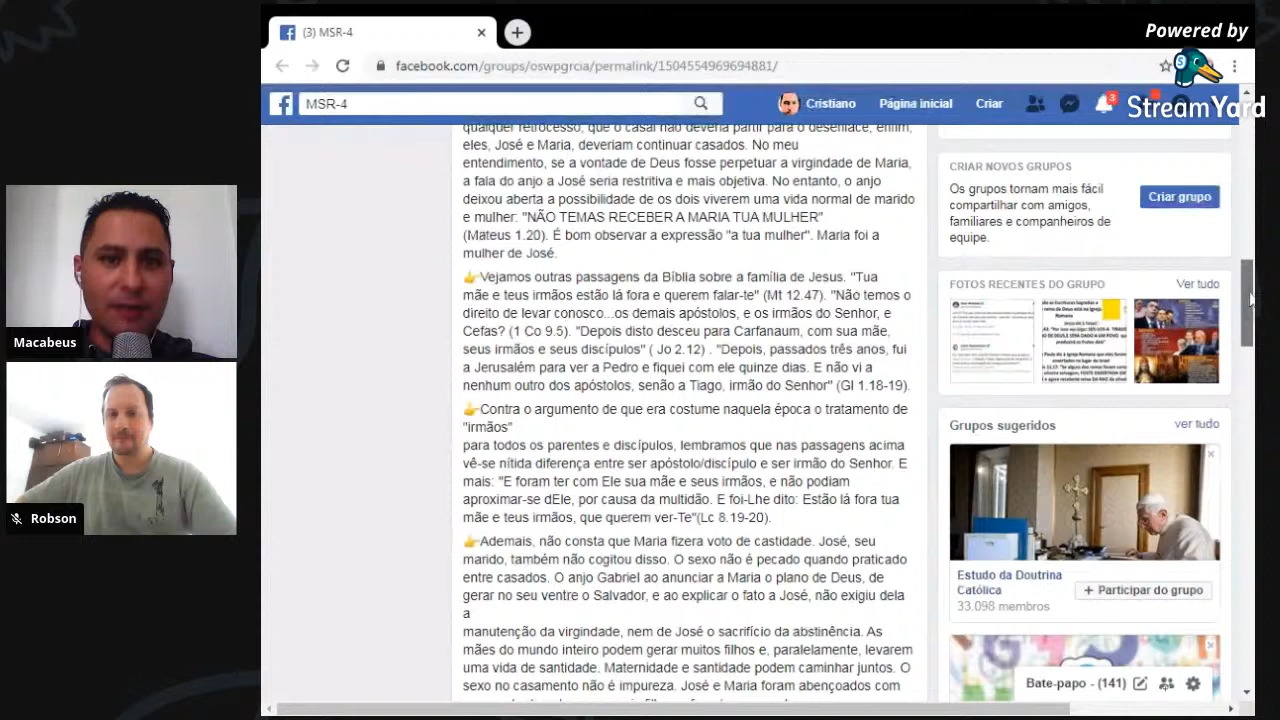 Powered by
StreamYard
(3) MSR-4
facebook.com/groups/oswpgrcia/permalink/1504554969694881/
MSR-4
Cristiano
Página inicial
Criar
3
qualquer retrocesso, que o casal não deveria partir para o desenlace, enfim,
eles, José e Maria, deveriam continuar casados. No meu
entendimento, se a vontade de Deus fosse perpetuar a virgindade de Maria,
a fala do anjo a José seria restritiva e mais objetiva. No entanto, o anjo
deixou aberta a possibilidade de os dois viverem uma vida normal de marido
e mulher: "NÃO TEMAS RECEBER A MARIA TUA MULHER"
(Mateus 1.20). É bom observar a expressão "a tua mulher". Maria foi a
mulher de José.
👉Vejamos outras passagens da Bíblia sobre a família de Jesus. "Tua
mãe e teus irmãos estão lá fora e querem falar-te" (Mt 12.47). "Não temos o
direito de levar conosco...os demais apóstolos, e os irmãos do Senhor, e
Cefas? (1 Co 9.5). "Depois disto desceu para Carfanaum, com sua mãe,
seus irmãos e seus discípulos" ( Jo 2.12) . "Depois, passados três anos, fui
a Jerusalém para ver a Pedro e fiquei com ele quinze dias. E não vi a
nenhum outro dos apóstolos, senão a Tiago, irmão do Senhor" (Gl 1.18-19).
👉Contra o argumento de que era costume naquela época o tratamento de
"irmãos"
para todos os parentes e discípulos, lembramos que nas passagens acima
vê-se nítida diferença entre ser apóstolo/discípulo e ser irmão do Senhor. E
mais: "E foram ter com Ele sua mãe e seus irmãos, e não podiam
aproximar-se dEle, por causa da multidão. E foi-Lhe dito: Estão lá fora tua
mãe e teus irmãos, que querem ver-Te"(Lc 8.19-20).
👉Ademais, não consta que Maria fizera voto de castidade. José, seu
marido, também não cogitou disso. O sexo não é pecado quando praticado
entre casados. O anjo Gabriel ao anunciar a Maria o plano de Deus, de
gerar no seu ventre o Salvador, e ao explicar o fato a José, não exigiu dela
a
manutenção da virgindade, nem de José o sacrifício da abstinência. As
mães do mundo inteiro podem gerar muitos filhos e, paralelamente, levarem
uma vida de santidade. Maternidade e santidade podem caminhar juntos. O
sexo no casamento não é impureza. José e Maria foram abençoados com
CRIAR NOVOS GRUPOS
Os grupos tornam mais fácil
compartilhar com amigos,
familiares e companheiros de
equipe.
Criar grupo
FOTOS RECENTES DO GRUPO
Ver tudo
Grupos sugeridos
ver tudo
Estudo da Doutrina
Católica
33.098 membros
+ Participar do grupo
Bate-papo - (141)
Macabeus
Robson